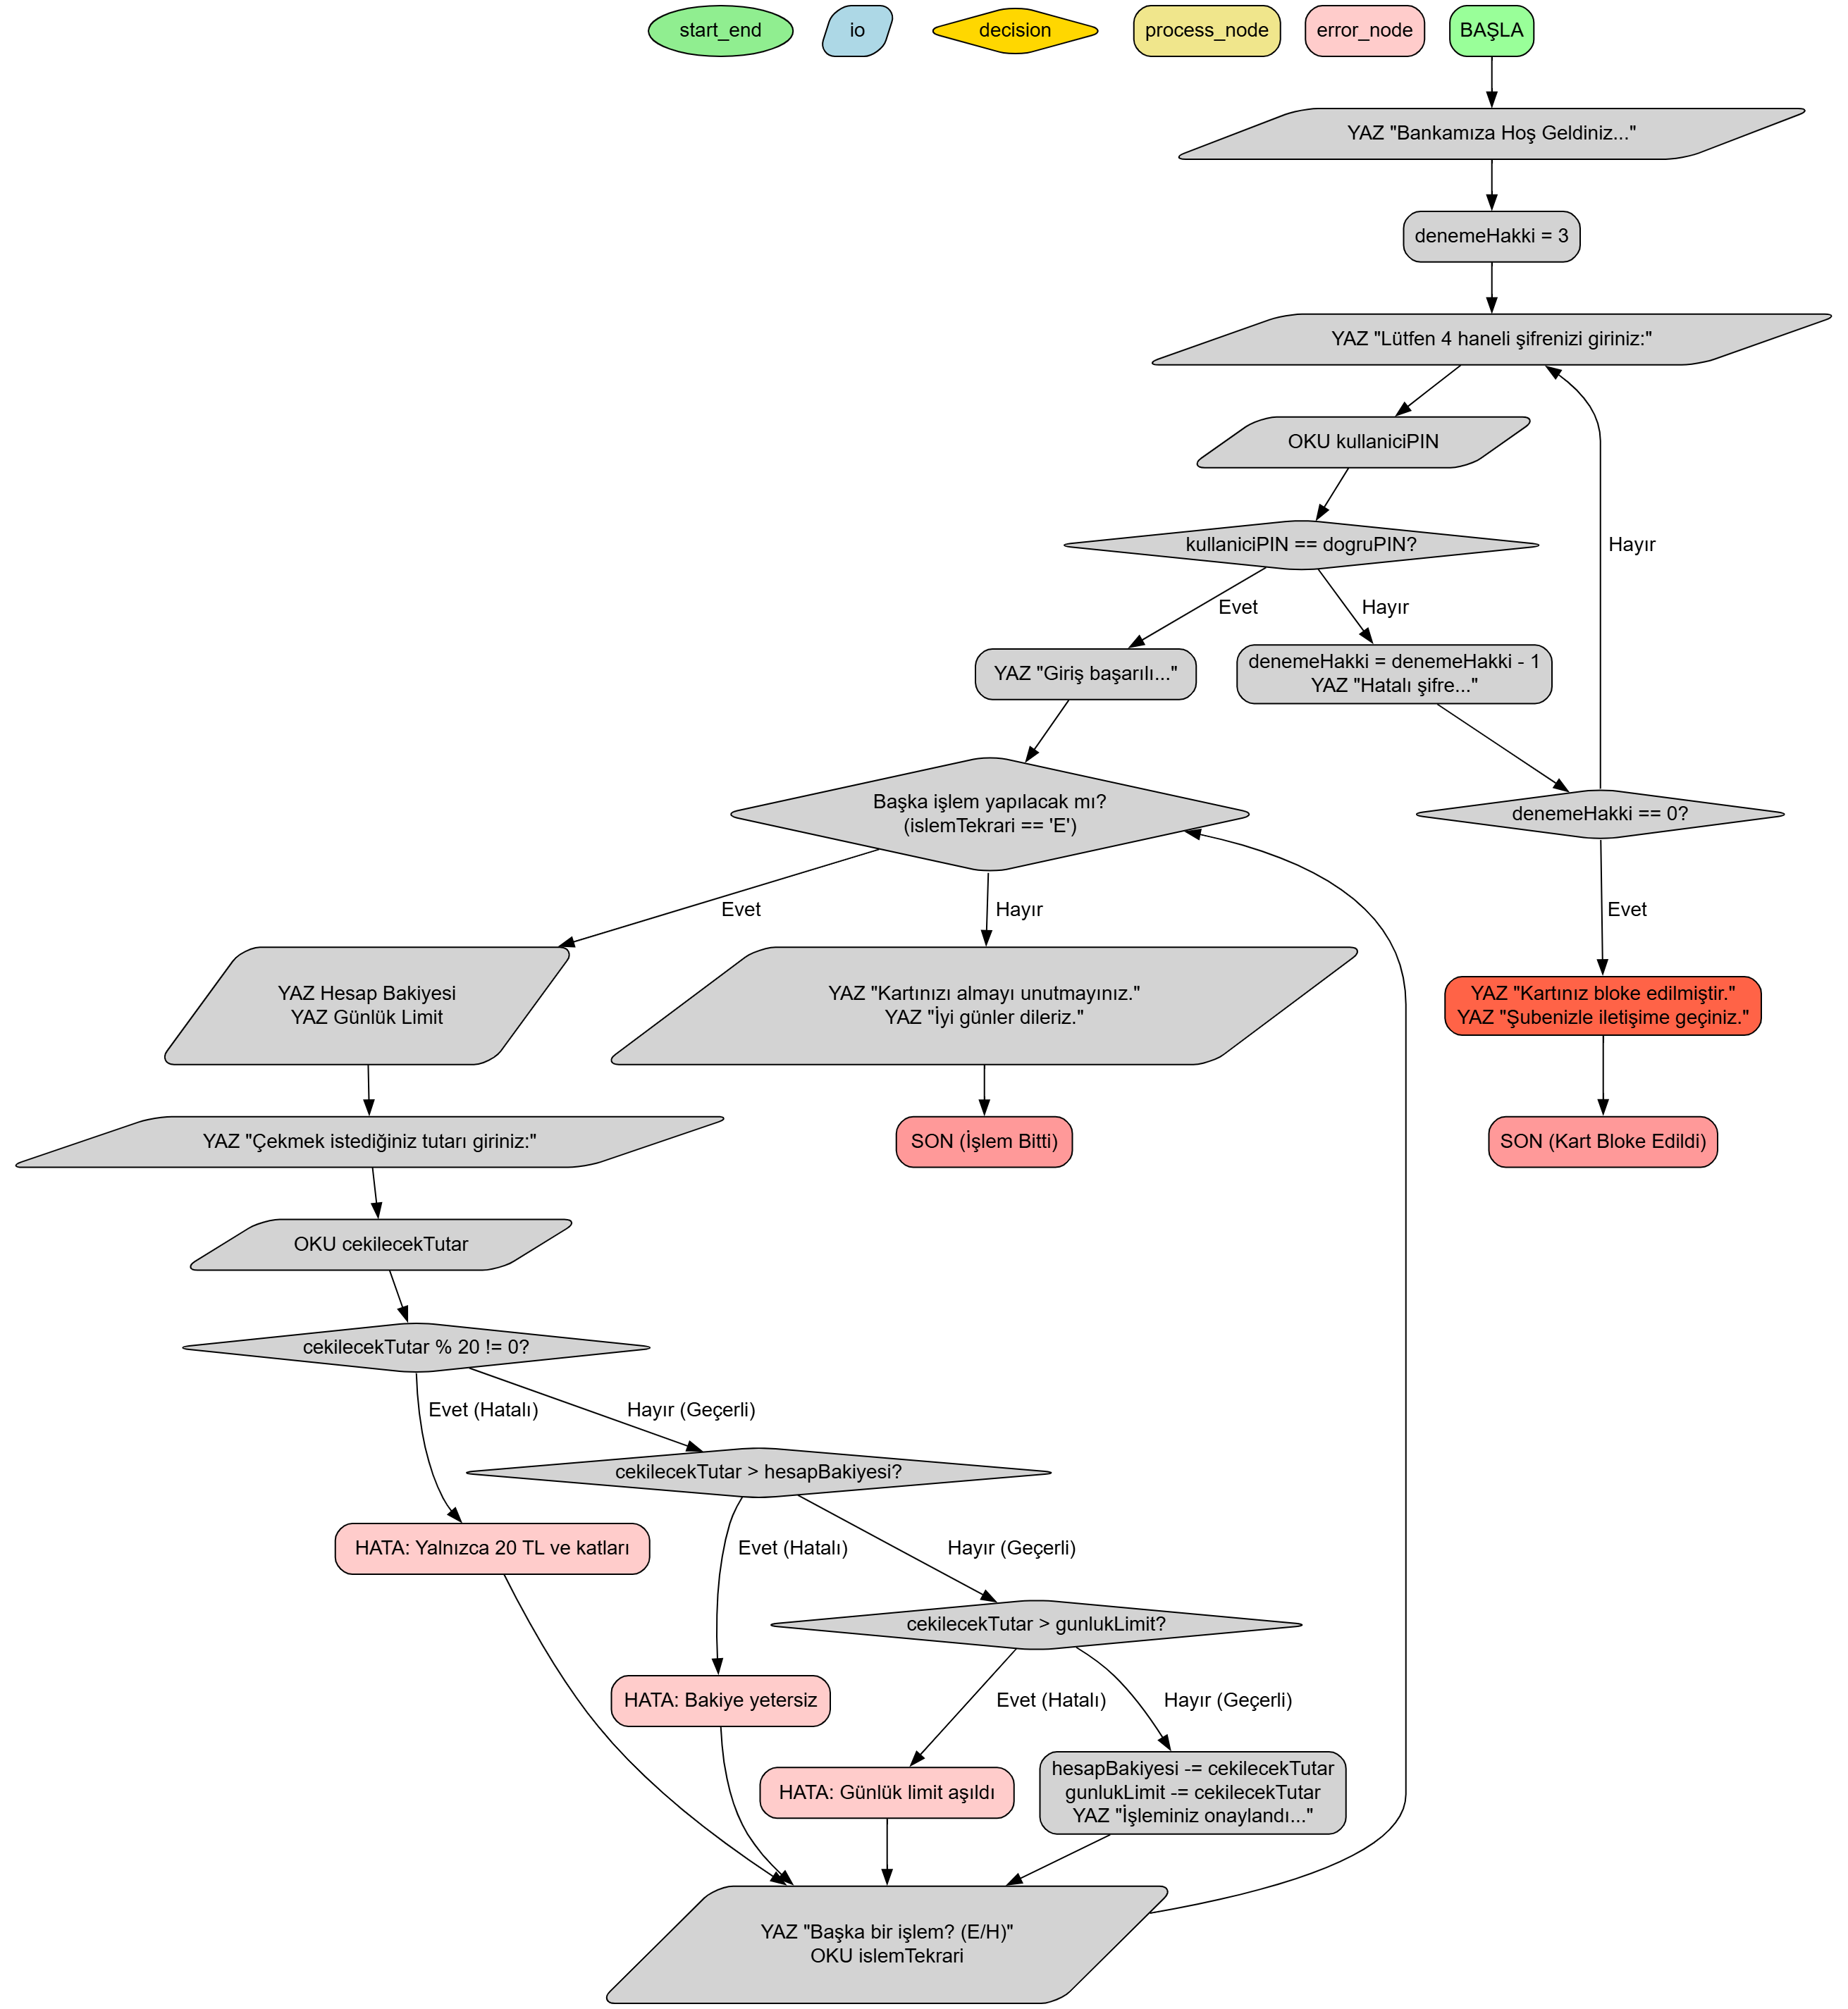 start_end
io
decision
process_node
error_node
BAŞLA
YAZ "Bankamıza Hoş Geldiniz..."
denemeHakki = 3
YAZ "Lütfen 4 haneli şifrenizi giriniz:"
OKU kullaniciPIN
kullaniciPIN == dogruPIN?
Hayır
Evet
Hayır
YAZ "Giriş başarılı..."
denemeHakki = denemeHakki - 1
YAZ "Hatalı şifre..."
Başka işlem yapılacak mı?
(islemTekrari == 'E')
denemeHakki == 0?
Evet
Hayır
Evet
YAZ Hesap Bakiyesi
YAZ Günlük Limit
YAZ "Kartınızı almayı unutmayınız."
YAZ "İyi günler dileriz."
YAZ "Kartınız bloke edilmiştir."
YAZ "Şubenizle iletişime geçiniz."
YAZ "Çekmek istediğiniz tutarı giriniz:"
SON (İşlem Bitti)
SON (Kart Bloke Edildi)
OKU cekilecekTutar
cekilecekTutar % 20 != 0?
Evet (Hatalı)
Hayır (Geçerli)
cekilecekTutar > hesapBakiyesi?
HATA: Yalnızca 20 TL ve katları
Evet (Hatalı)
Hayır (Geçerli)
cekilecekTutar > gunlukLimit?
HATA: Bakiye yetersiz
Evet (Hatalı)
Hayır (Geçerli)
HATA: Günlük limit aşıldı
hesapBakiyesi -= cekilecekTutar
gunlukLimit -= cekilecekTutar
YAZ "İşleminiz onaylandı..."
YAZ "Başka bir işlem? (E/H)"
OKU islemTekrari